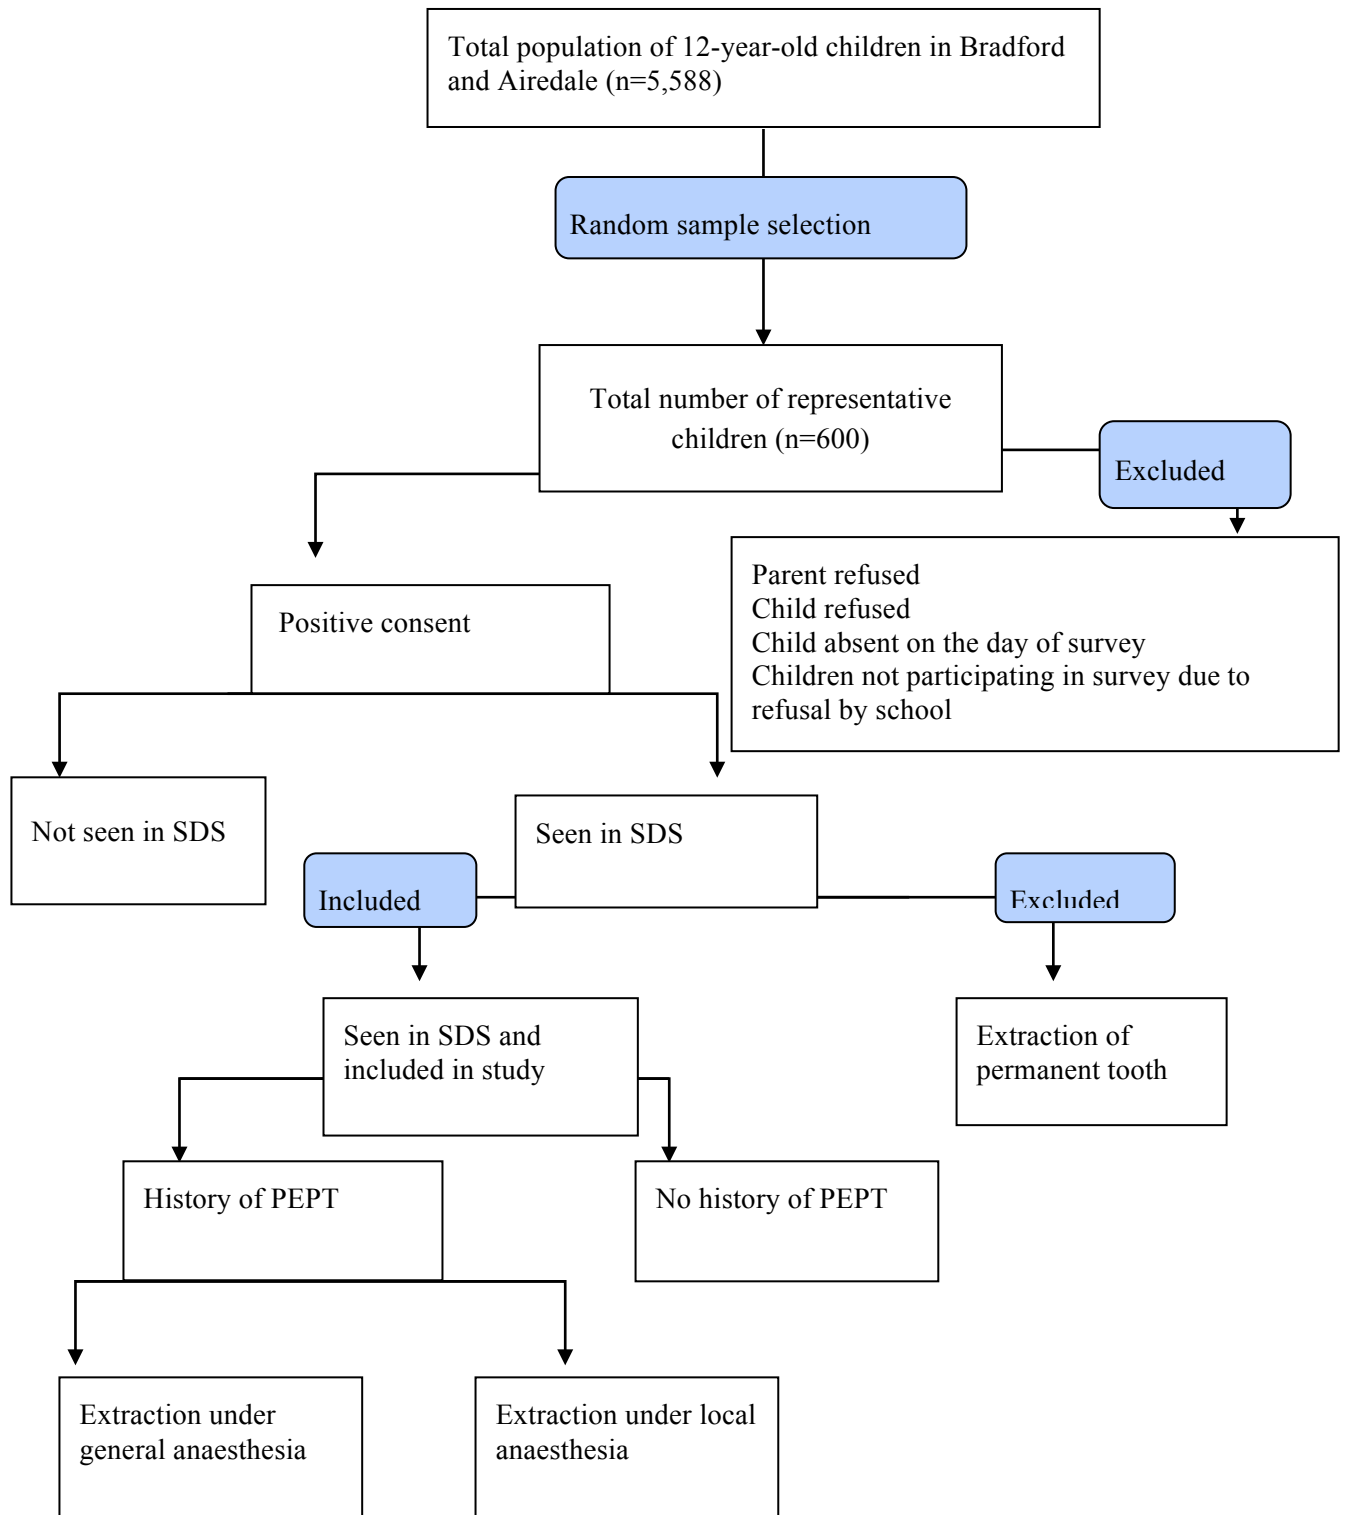 Total population of 12-year-old children in Bradford
and Airedale (n=5,588)
Random sample selection
Total number of representative
children (n=600)
Excluded
Parent refused
Child refused
Child absent on the day of survey
Children not participating in survey due to
refusal by school
Positive consent
Not seen in SDS
Seen in SDS
Included
Excluded
Seen in SDS and
included in study
Extraction of
permanent tooth
History of PEPT
No history of PEPT
Extraction under
general anaesthesia
Extraction under local
anaesthesia